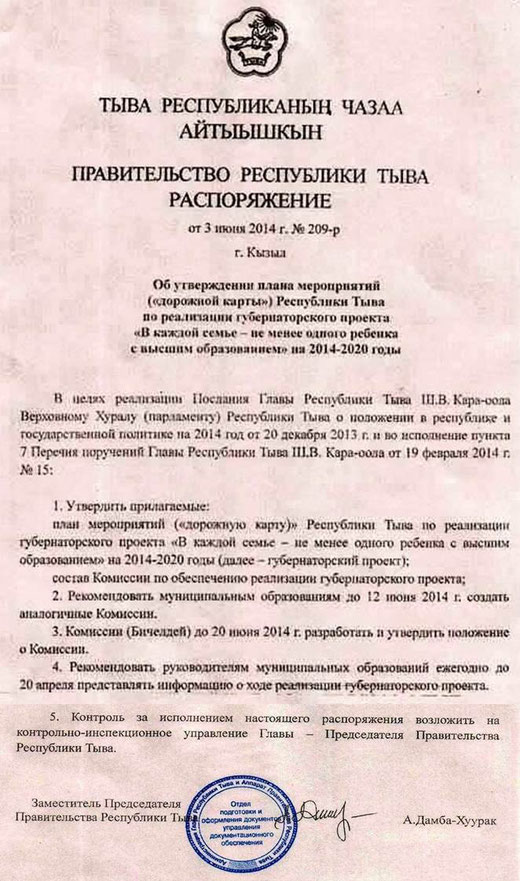 ТЫВА РЕСПУБЛИКАНЫҢ ЧАЗАА
АЙТЫЫШКЫН
ПРАВИТЕЛЬСТВО РЕСПУБЛИКИ ТЫВА
РАСПОРЯЖЕНИЕ
от 3 июня 2014 г. № 209-р
г. Кызыл
Об утверждении плана мероприятий
(«дорожной карты») Республики Тыва
по реализации губернаторского проекта
«В каждой семье – не менее одного ребенка
с высшим образованием» на 2014-2020 годы
В целях реализации Послания Главы Республики Тыва Ш.В. Кара-оола
Верховному Хуралу (парламенту) Республики Тыва о положении в республике и
государственной политике на 2014 год от 20 декабря 2013 г. и во исполнение пункта
7 Перечня поручений Главы Республики Тыва Ш.В. Кара-оола от 19 февраля 2014 г.
№ 15:
1. Утвердить прилагаемые:
план мероприятий («дорожную карту)» Республики Тыва по реализации
губернаторского проекта «В каждой семье – не менее одного ребенка с высшим
образованием» на 2014-2020 годы (далее – губернаторский проект);
состав Комиссии по обеспечению реализации губернаторского проекта;
2. Рекомендовать муниципальным образованиям до 12 июня 2014 г. создать
аналогичные Комиссии.
3. Комиссии (Бичелдей) до 20 июня 2014 г. разработать и утвердить положение
о Комиссии.
4. Рекомендовать руководителям муниципальных образований ежегодно до
20 апреля представлять информацию о ходе реализации губернаторского проекта.
5. Контроль за исполнением настоящего распоряжения возложить на
контрольно-инспекционное управление Главы – Председателя Правительства
Республики Тыва.
Заместитель Председателя
Правительства Республики Тыва
А.Дамба-Хуурак
Отдел
подготовки и
оформления документов
управления
документационного
обеспечения